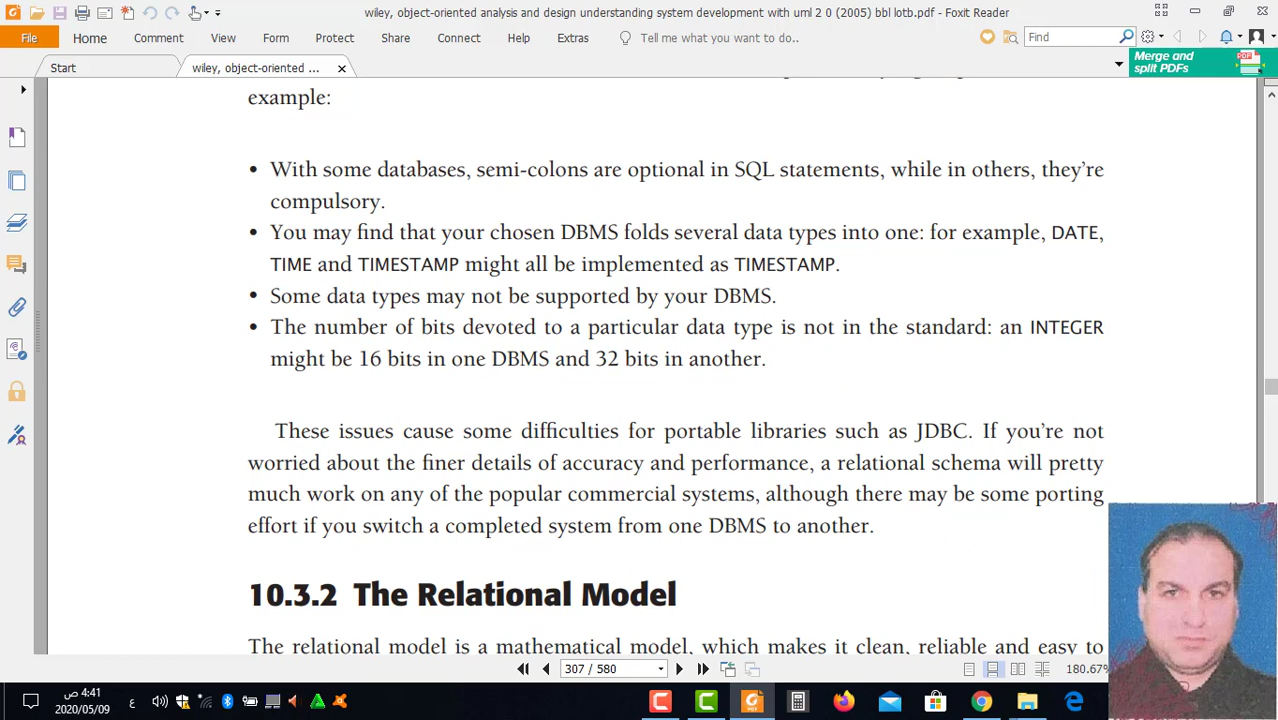 wiley, object-oriented analysis and design understanding system development with uml 2 0 (2005) bbl lotb.pdf - Foxit Reader
File Home Comment View Form Protect Share Connect Help Extras Tell me what you want to do.. Find
Start wiley, object-oriented ... Merge and
split PDFs
example:
• With some databases, semi-colons are optional in SQL statements, while in others, they're
compulsory.
• You may find that your chosen DBMS folds several data types into one: for example, DATE,
TIME and TIMESTAMP might all be implemented as TIMESTAMP.
• Some data types may not be supported by your DBMS.
• The number of bits devoted to a particular data type is not in the standard: an INTEGER
might be 16 bits in one DBMS and 32 bits in another.
These issues cause some difficulties for portable libraries such as JDBC. If you're not
worried about the finer details of accuracy and performance, a relational schema will pretty
much work on any of the popular commercial systems, although there may be some porting
effort if you switch a completed system from one DBMS to another.
10.3.2 The Relational Model
The relational model is a mathematical model, which makes it clean, reliable and easy to
307 / 580 180.67%
4:41 ص
ع
2020/05/09